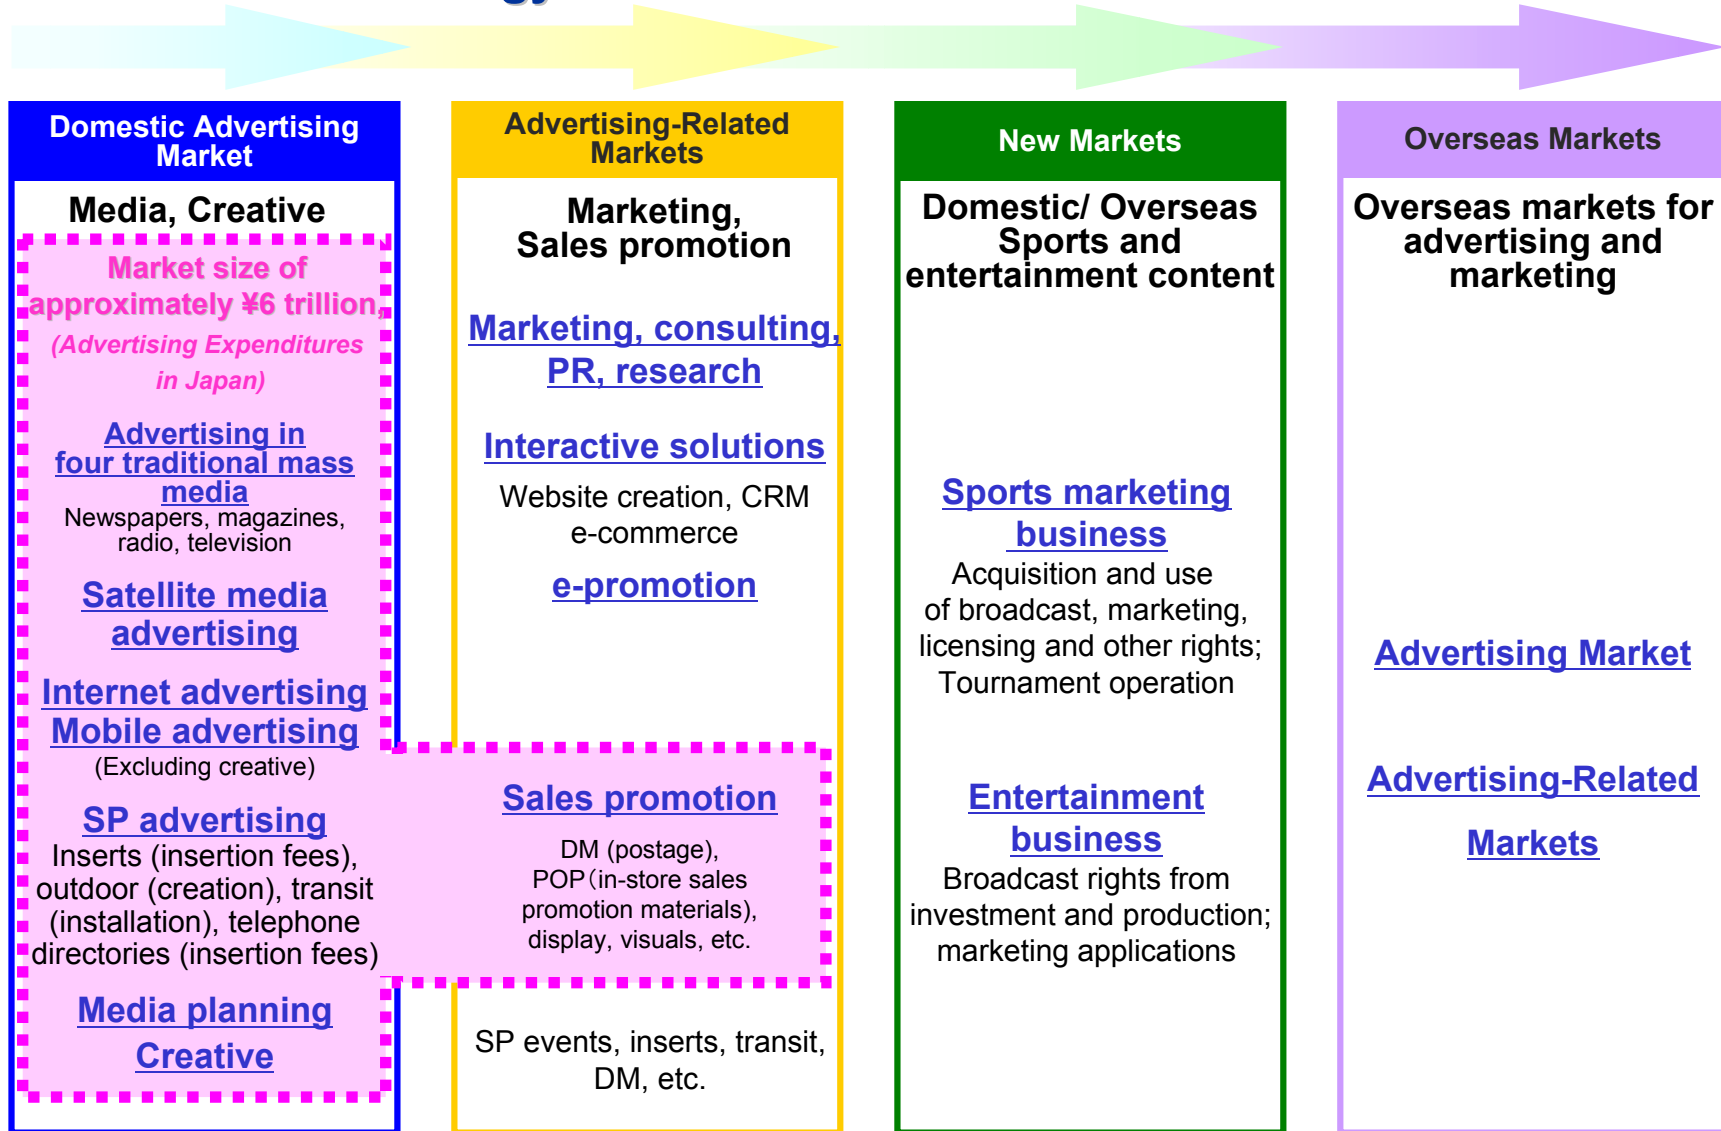 gy
Domestic Advertising
Market
Media, Creative
Market size of
approximately ¥6 trillion,
(Advertising Expenditures
in Japan)
Advertising in
four traditional mass
media
Newspapers, magazines,
radio, television
Satellite media
advertising
Internet advertising
Mobile advertising
(Excluding creative)
SP advertising
Inserts (insertion fees),
outdoor (creation), transit
(installation), telephone
directories (insertion fees)
Media planning
Creative
Advertising-Related
Markets
Marketing,
Sales promotion
Marketing, consulting,
PR, research
Interactive solutions
Website creation, CRM
e-commerce
e-promotion
Sales promotion
DM (postage),
POP(in-store sales
promotion materials),
display, visuals, etc.
SP events, inserts, transit,
DM, etc.
New Markets
Domestic/ Overseas
Sports and
entertainment content
Sports marketing
business
Acquisition and use
of broadcast, marketing,
licensing and other rights;
Tournament operation
Entertainment
business
Broadcast rights from
investment and production;
marketing applications
Overseas Markets
Overseas markets for
advertising and
marketing
Advertising Market
Advertising-Related
Markets